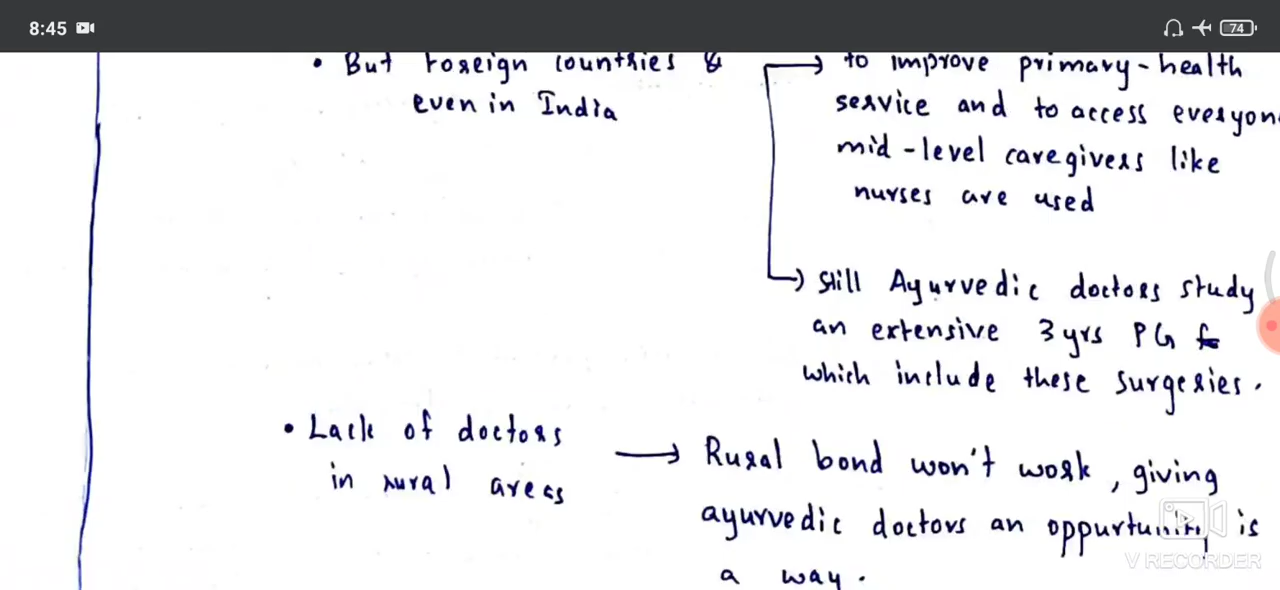 8:45
74
• But foreign countries &
even in India
to improve primary-health
service and to access everyone
mid-level caregivers like
nurses are used
still Ayurvedic doctors study
an extensive 3yrs PG
which include these surgeries.
• Lack of doctors
in rural areas
Rural bond won't work, giving
ayurvedic doctors an oppurtunity is
a way.
V RECORDER